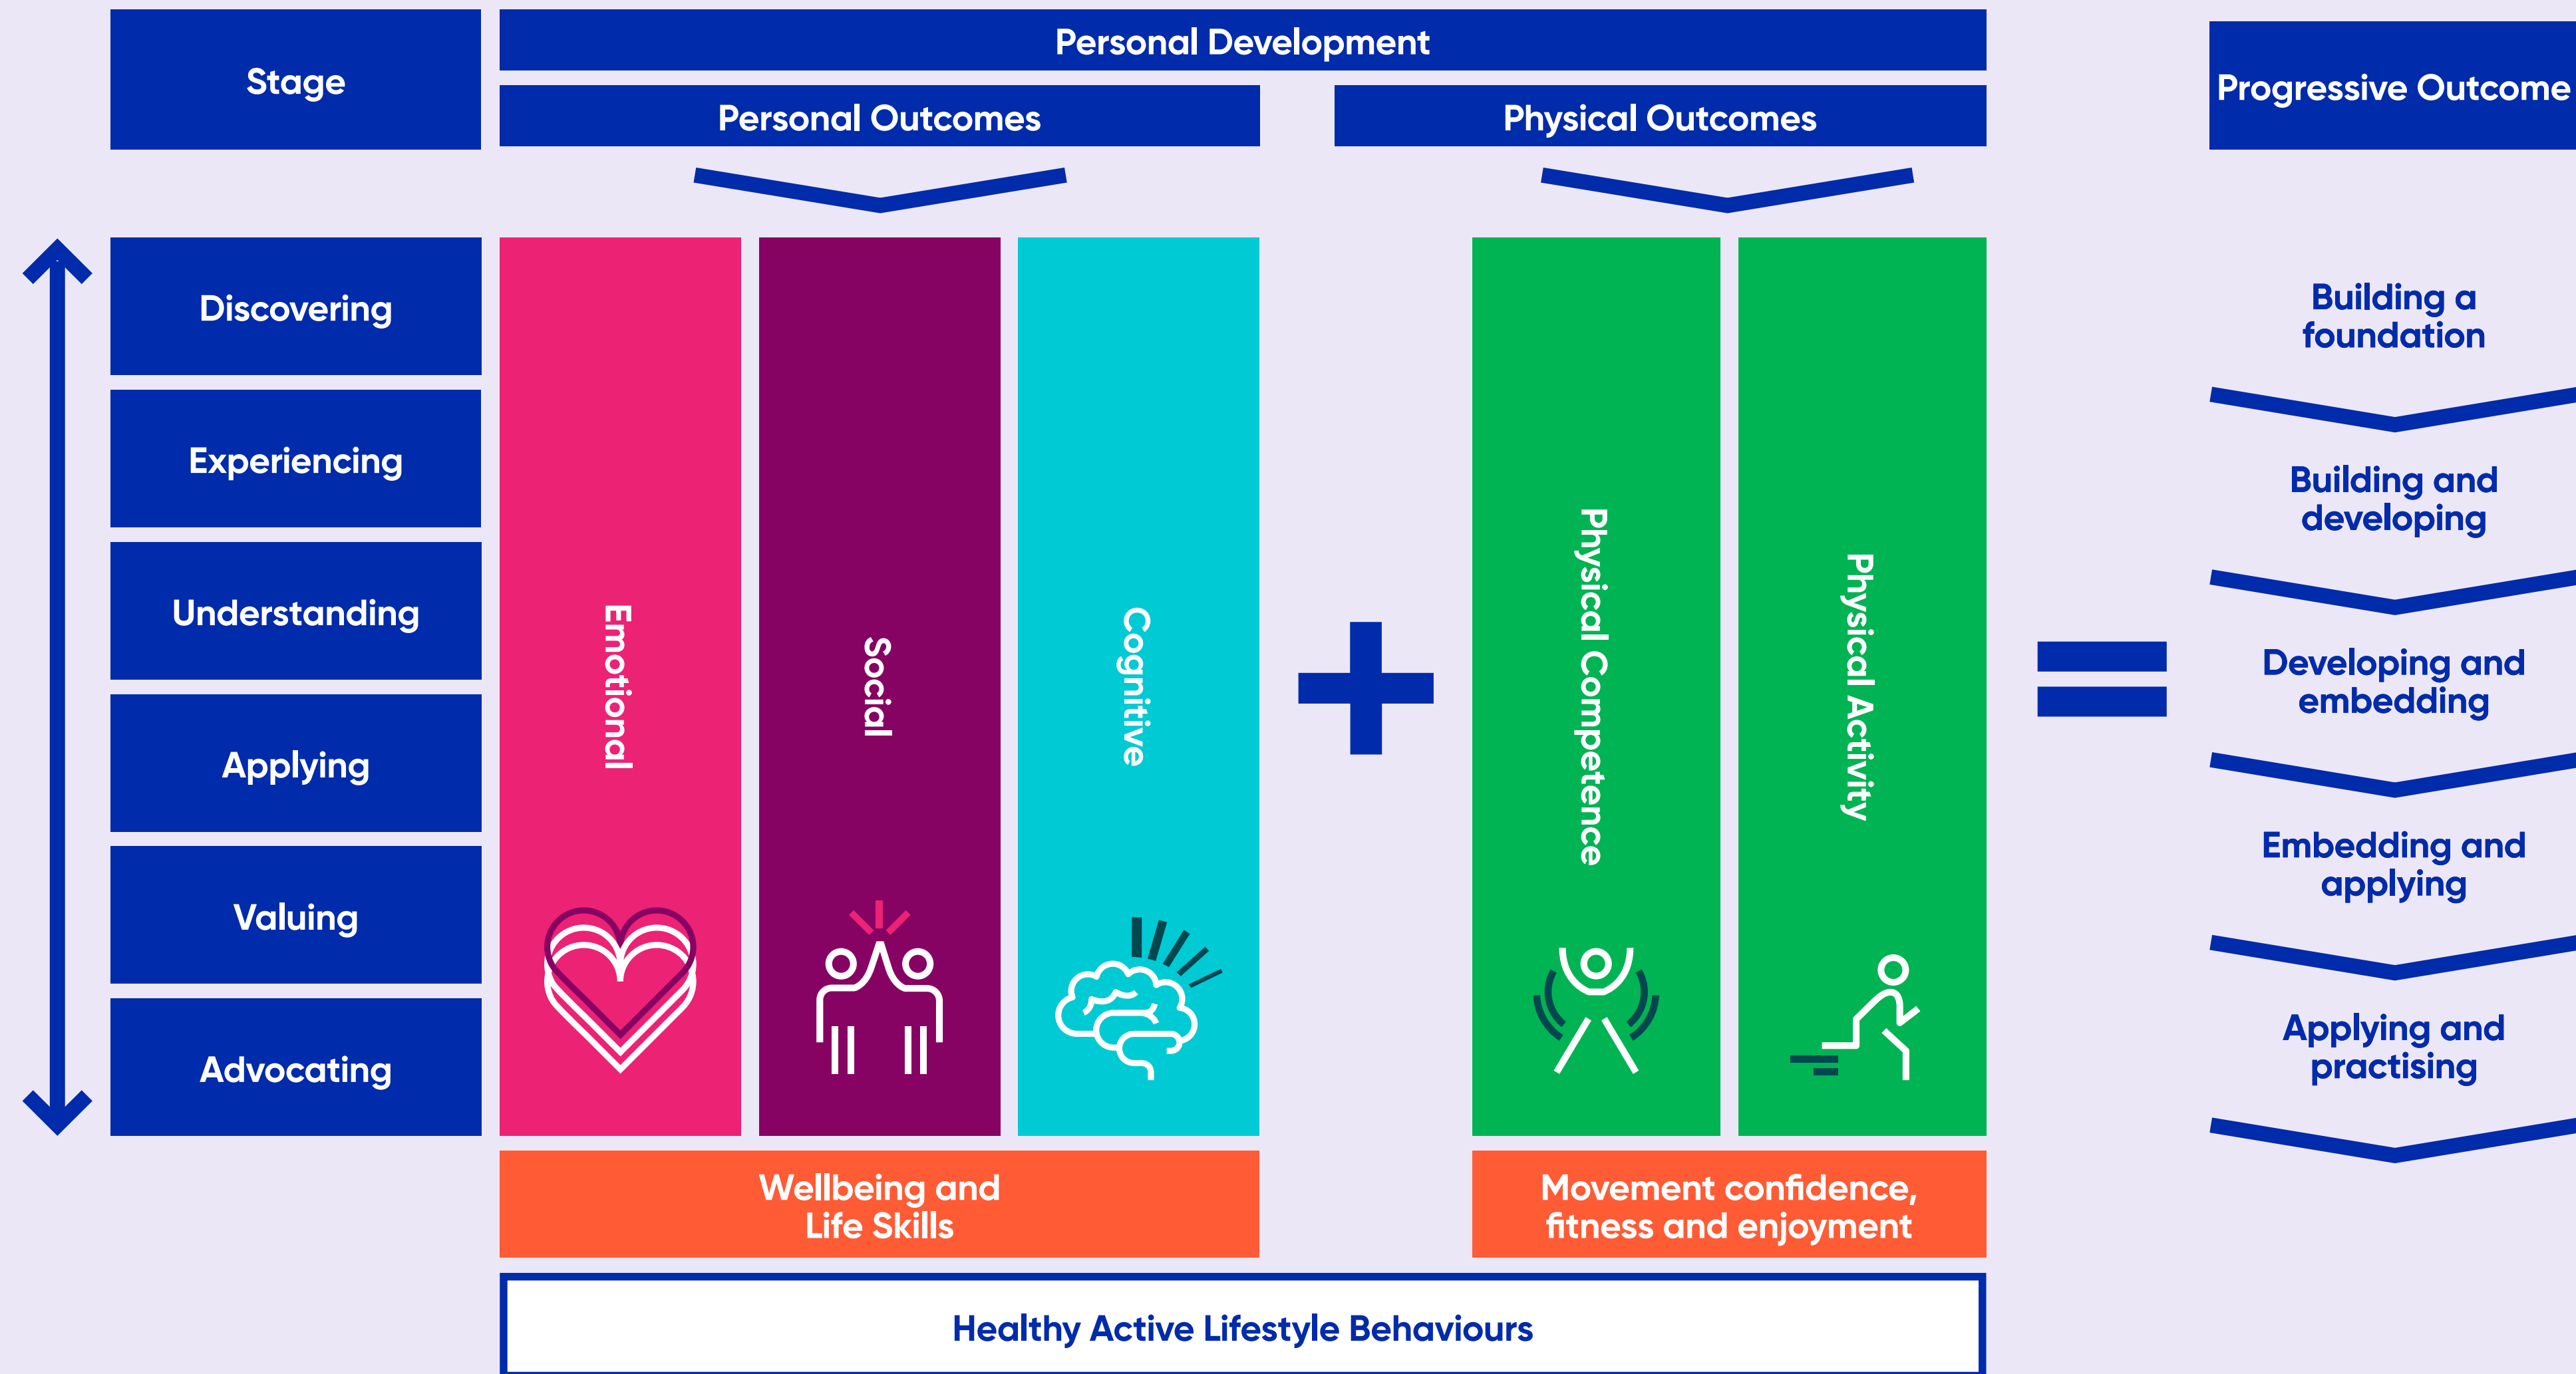 Stage
Personal Development
Personal Outcomes
Physical Outcomes
Progressive Outcome
Discovering
Experiencing
Understanding
Applying
Valuing
Advocating
Emotional
Social
Cognitive
Physical Competence
Physical Activity
Building a
foundation
Building and
developing
Developing and
embedding
Embedding and
applying
Applying and
practising
Wellbeing and
Life Skills
Movement confidence,
fitness and enjoyment
Healthy Active Lifestyle Behaviours